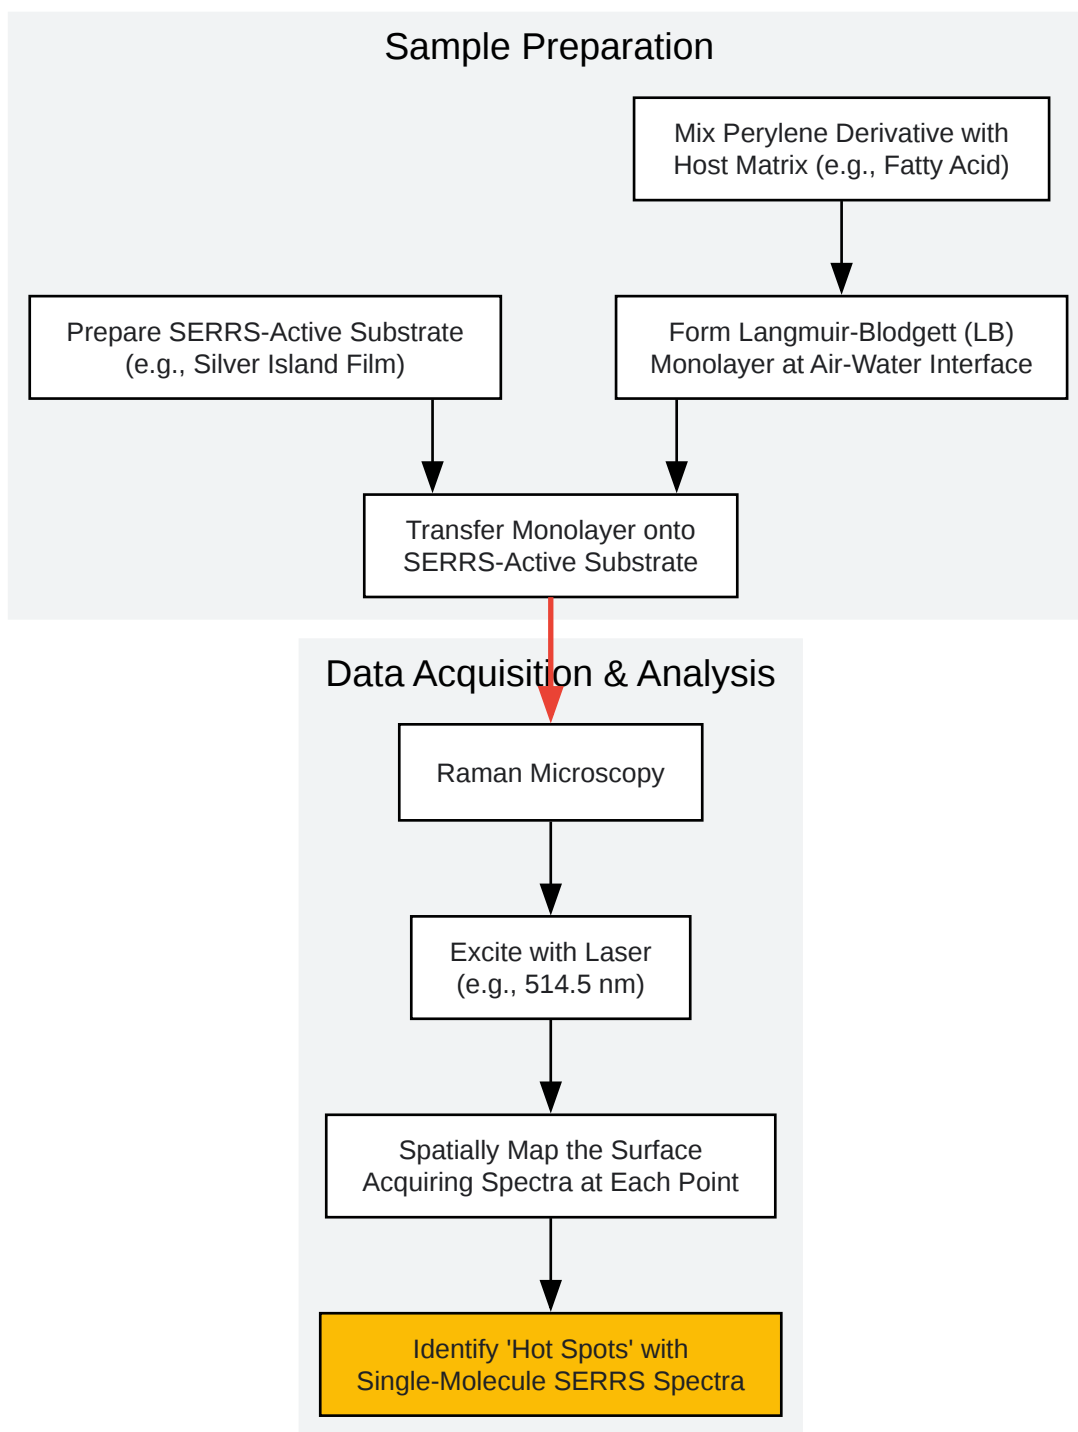 Sample Preparation
Mix Perylene Derivative with
Host Matrix (e.g., Fatty Acid)
Prepare SERRS-Active Substrate
(e.g., Silver Island Film)
Form Langmuir-Blodgett (LB)
Monolayer at Air-Water Interface
Transfer Monolayer onto
SERRS-Active Substrate
Data Acquisition & Analysis
Raman Microscopy
Excite with Laser
(e.g., 514.5 nm)
Spatially Map the Surface
Acquiring Spectra at Each Point
Identify 'Hot Spots' with
Single-Molecule SERRS Spectra